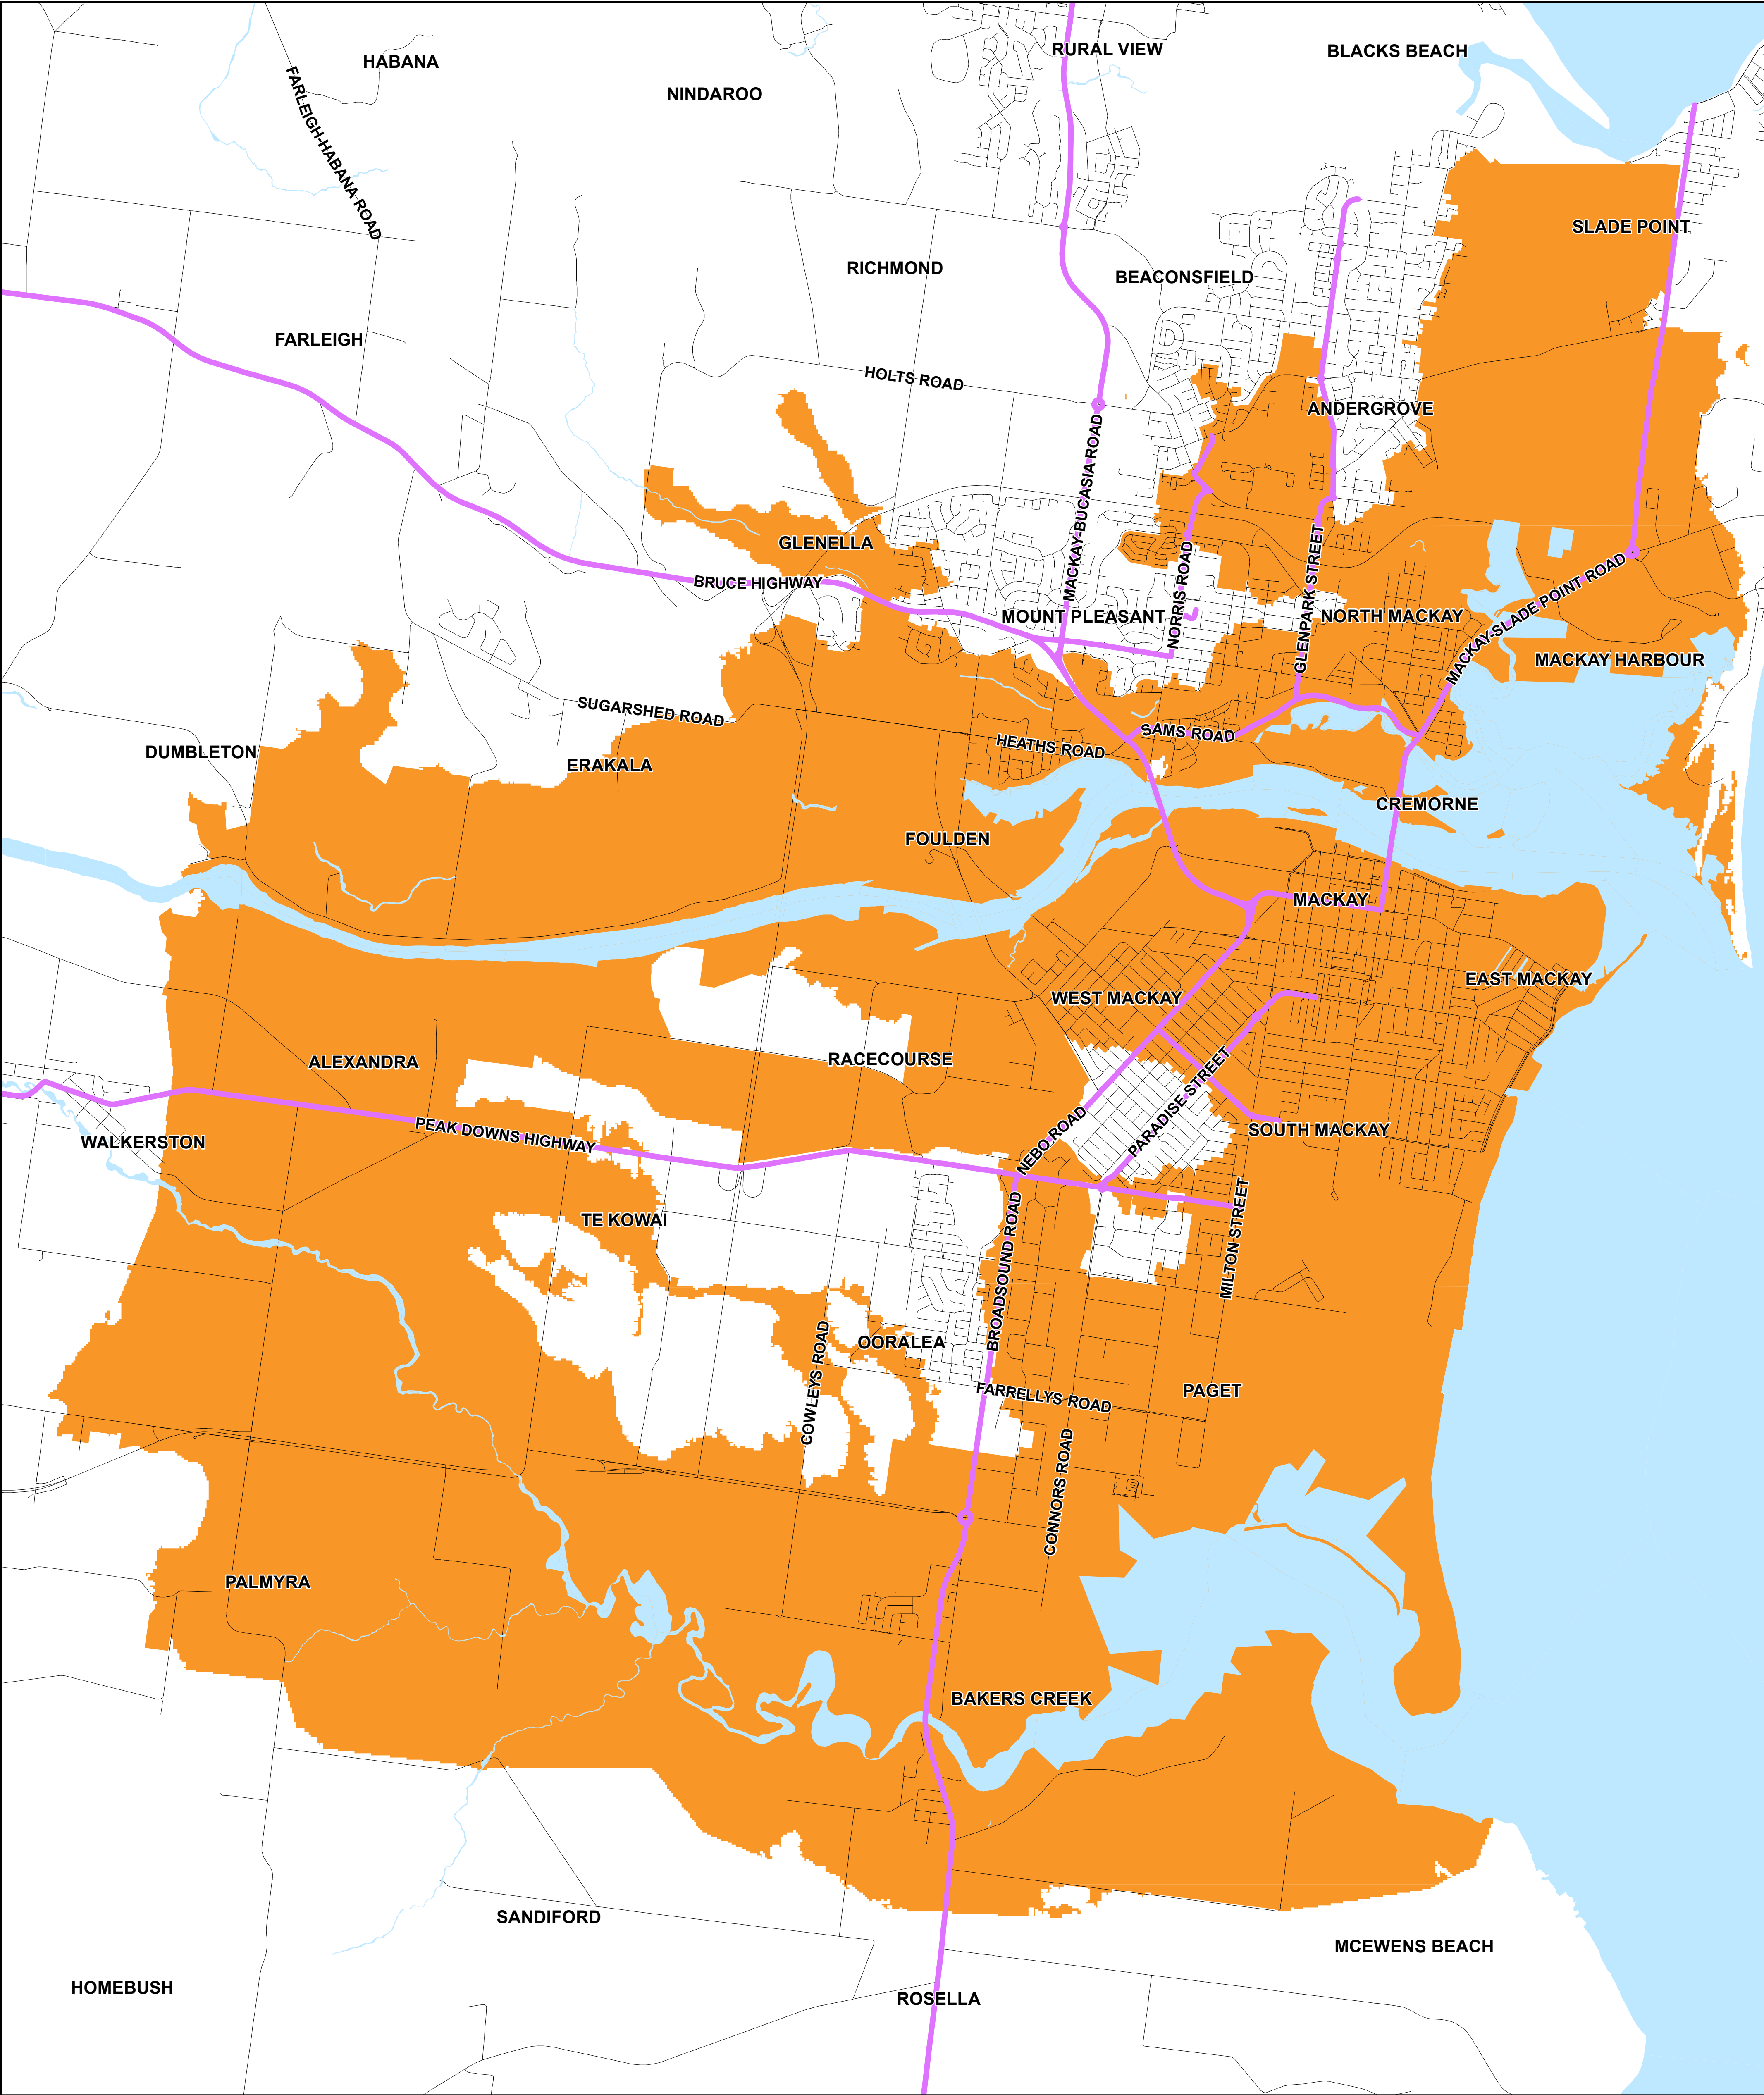 RURAL VIEW
BLACKS BEACH
HABANA
NINDAROO
FARLEIGH-HABANA ROAD
SLADE POINT
RICHMOND
BEACONSFIELD
FARLEIGH
HOLTS ROAD
ANDERGROVE
MACKAY-BUCASIA ROAD
GLENELLA
BRUCE HIGHWAY
NORRIS ROAD
GLENPARK STREET
MOUNT PLEASANT
NORTH MACKAY
MACKAY-SLADE POINT ROAD
MACKAY HARBOUR
SUGARSHED ROAD
SAMS ROAD
HEATHS ROAD
DUMBLETON
ERAKALA
CREMORNE
FOULDEN
MACKAY
EAST MACKAY
WEST MACKAY
RACECOURSE
ALEXANDRA
PARADISE STREET
NEBO ROAD
SOUTH MACKAY
PEAK DOWNS HIGHWAY
WALKERSTON
TE KOWAI
MILTON STREET
BROADSOUND ROAD
OORALEA
COWLEYS ROAD
FARRELLYS ROAD
PAGET
CONNORS ROAD
PALMYRA
BAKERS CREEK
SANDIFORD
MCEWENS BEACH
HOMEBUSH
ROSELLA